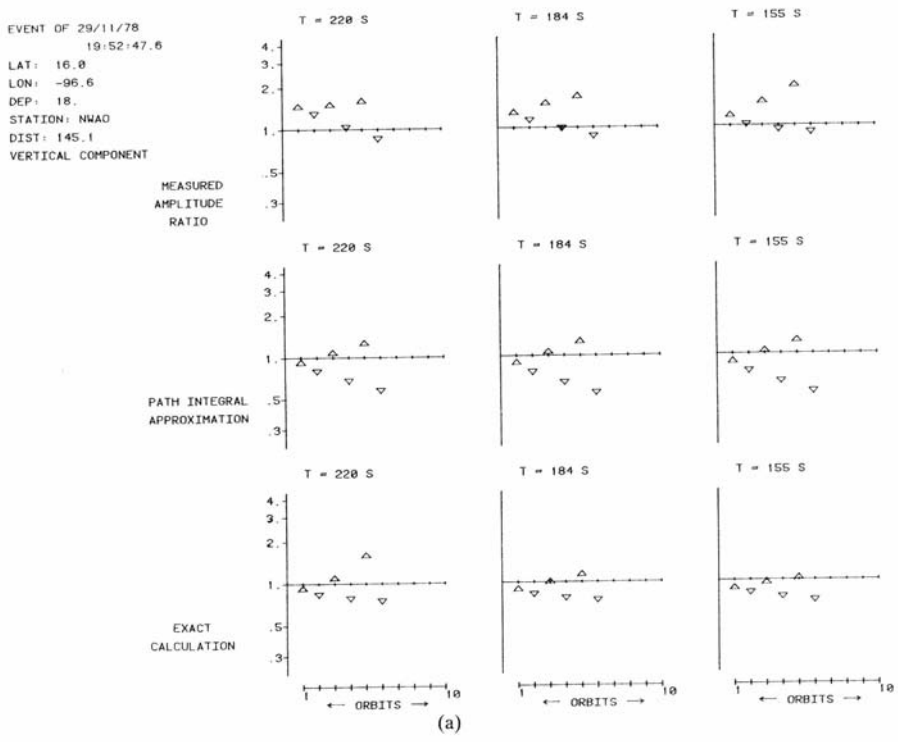 EVENT OF 29/11/78
19:52:47.6
LAT: 16.0
LON: -96.6
DEP: 18.
STATION: NWAO
DIST: 145.1
VERTICAL COMPONENT
T = 220 S
T = 184 S
T = 155 S
4.
3.
2.
1.
.5
.3
MEASURED
AMPLITUDE
RATIO
T = 220 S
T = 184 S
T = 155 S
4.
3.
2.
1.
.5
.3
PATH INTEGRAL
APPROXIMATION
T = 220 S
T = 184 S
T = 155 S
4.
3.
2.
1.
.5
.3
EXACT
CALCULATION
1 10
← ORBITS →
1 10
← ORBITS →
1 10
← ORBITS →
(a)